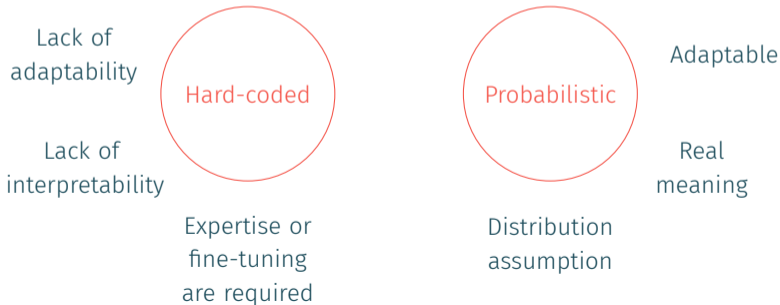 Lack of
adaptability
Hard-coded
Lack of
interpretability
Expertise or
fine-tuning
are required
Probabilistic
Adaptable
Real
meaning
Distribution
assumption